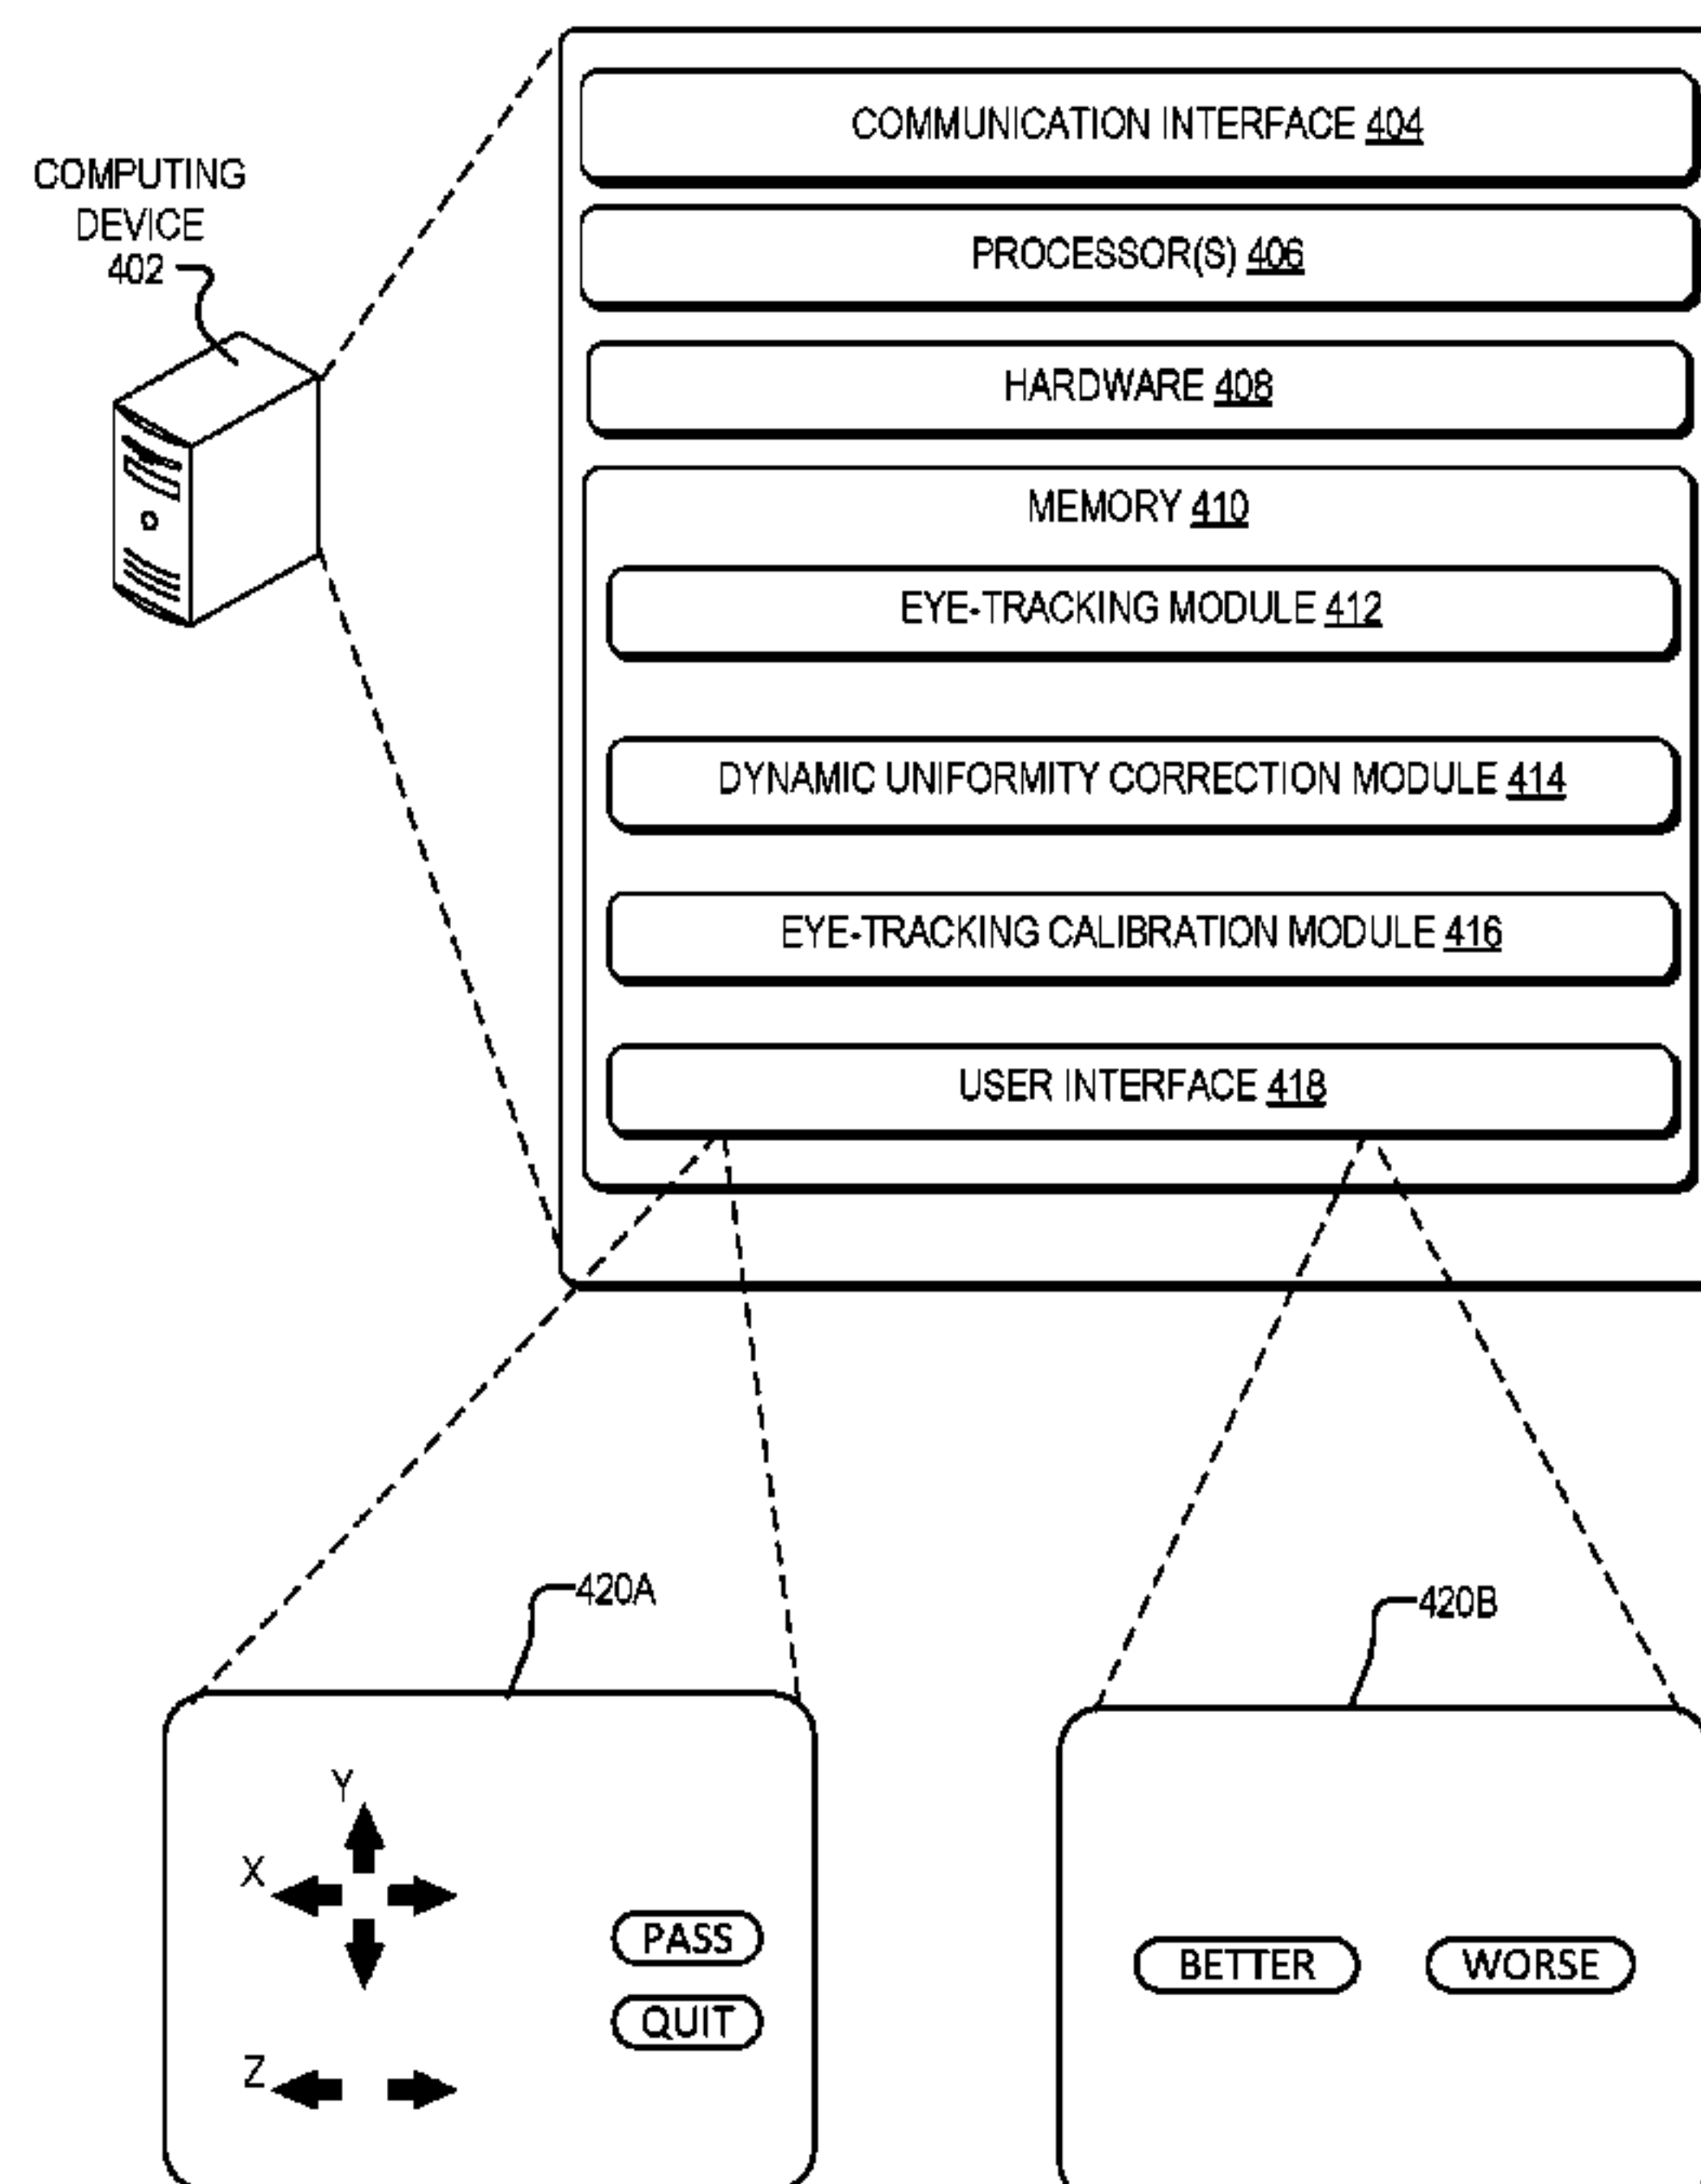 COMMUNICATION INTERFACE 404
COMPUTING
DEVICE
402
PROCESSOR(S) 406
HARDWARE 408
MEMORY 410
EYE-TRACKING MODULE 412
DYNAMIC UNIFORMITY CORRECTION MODULE 414
EYE-TRACKING CALIBRATION MODULE 416
USER INTERFACE 418
420A
420B
Y
X
PASS
QUIT
Z
BETTER
WORSE